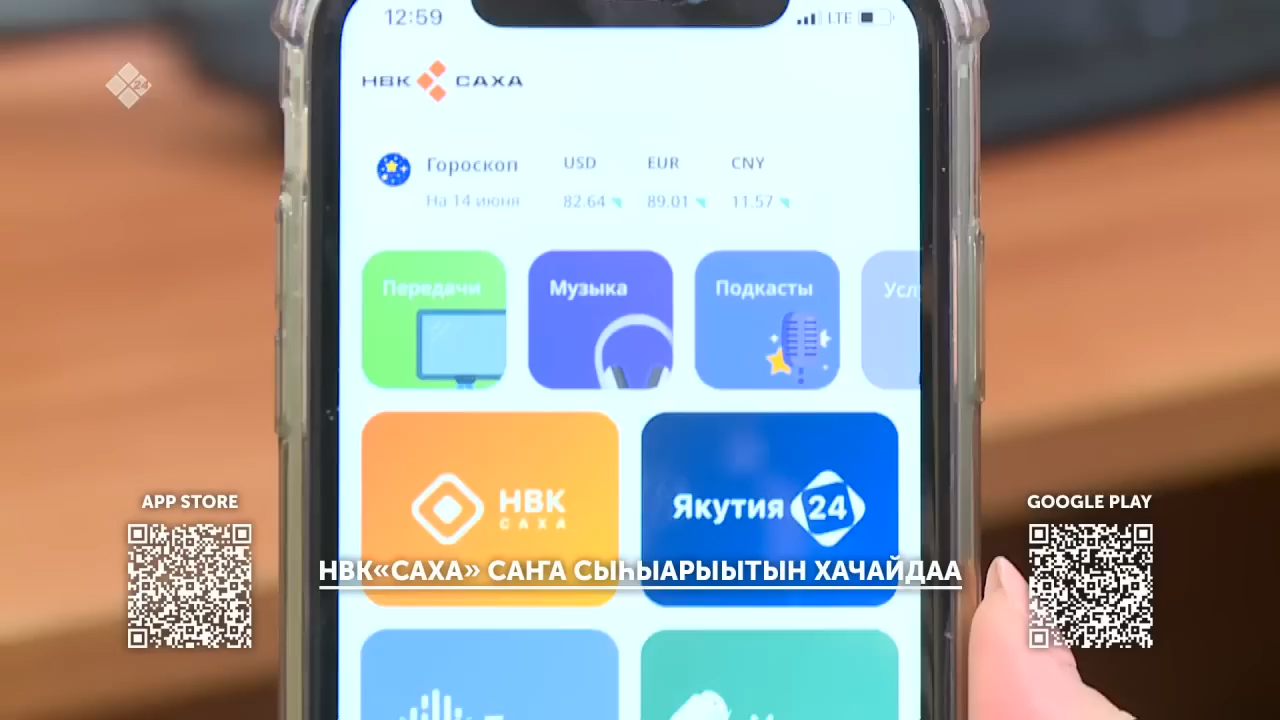 12:59
LTE
НВК САХА
24
Гороскоп USD EUR CNY
На 14 июня 82.64 89.01 11.57
Передачи Музыка Подкасты
НВК
САХА
Якутия 24
APP STORE
GOOGLE PLAY
НВК«САХА» САҤА СЫҺЫАРЫЫТЫН ХАЧАЙДАА